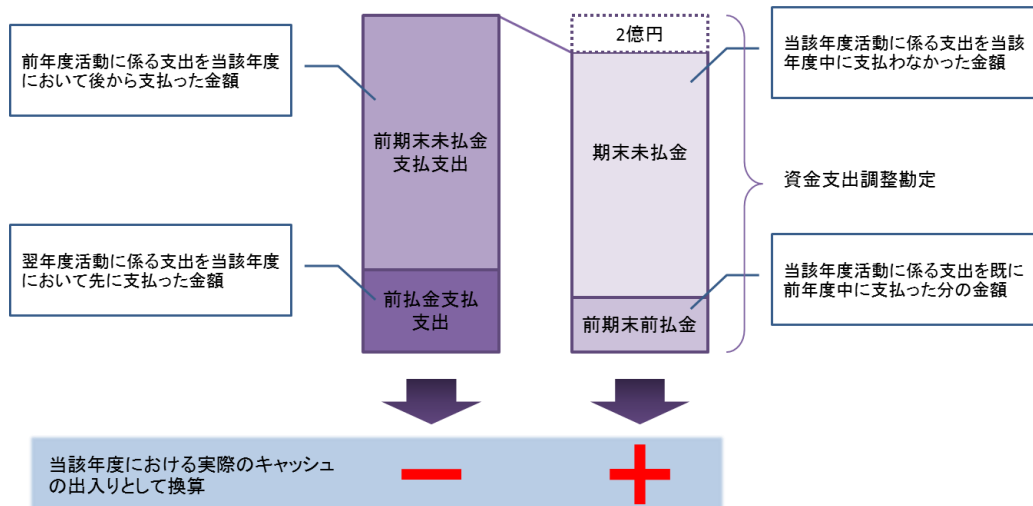 2億円
前年度活動に係る支出を当該年度
において後から支払った金額
当該年度活動に係る支出を当該
年度中に支払わなかった金額
前期末未払金
支払支出
期末未払金
資金支出調整勘定
翌年度活動に係る支出を当該年度
において先に支払った金額
当該年度活動に係る支出を既に
前年度中に支払った分の金額
前払金支払
支出
前期末前払金
当該年度における実際のキャッシュ
の出入りとして換算
－
＋